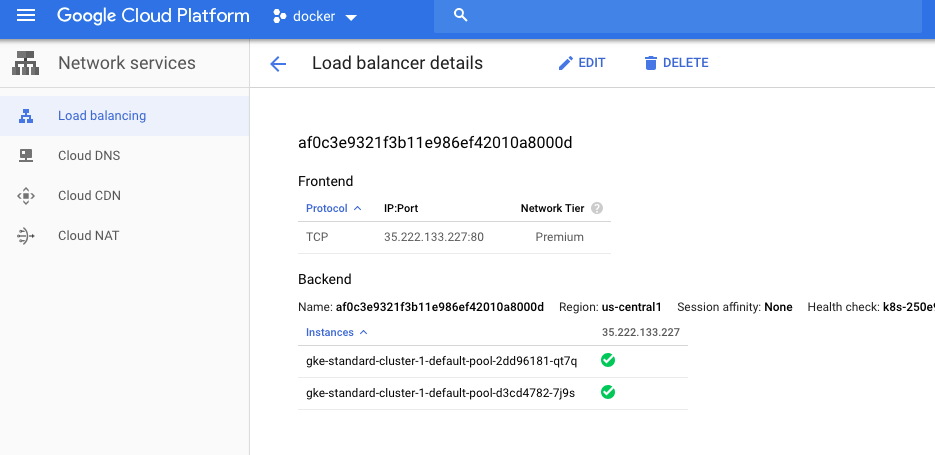 Google Cloud Platform docker
Network services
Load balancer details EDIT DELETE
Load balancing
Cloud DNS
Cloud CDN
Cloud NAT
af0c3e9321f3b11e986ef42010a8000d
Frontend
Protocol IP:Port Network Tier ?
TCP 35.222.133.227:80 Premium
Backend
Name: af0c3e9321f3b11e986ef42010a8000d Region: us-central1 Session affinity: None Health check: k8s-250e9
Instances 35.222.133.227
gke-standard-cluster-1-default-pool-2dd96181-qt7q
gke-standard-cluster-1-default-pool-d3cd4782-7j9s